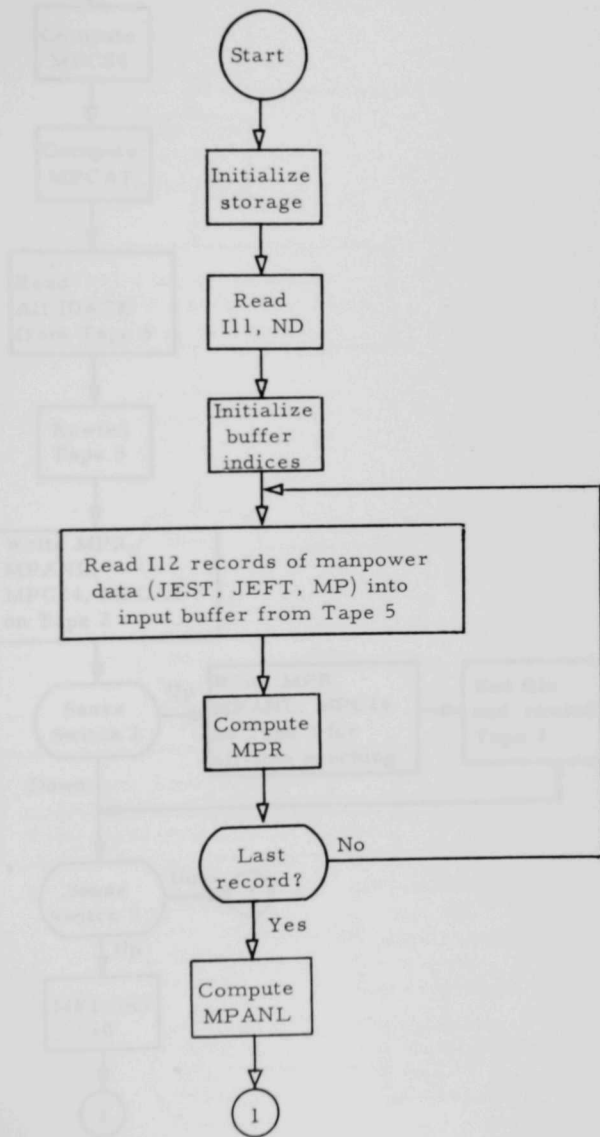 Start
Initialize
storage
Read
I11, ND
Initialize
buffer
indices
Read I12 records of manpower
data (JEST, JEFT, MP) into
input buffer from Tape 5
Compute
MPR
Last
record?
No
Yes
Compute
MPANL
1